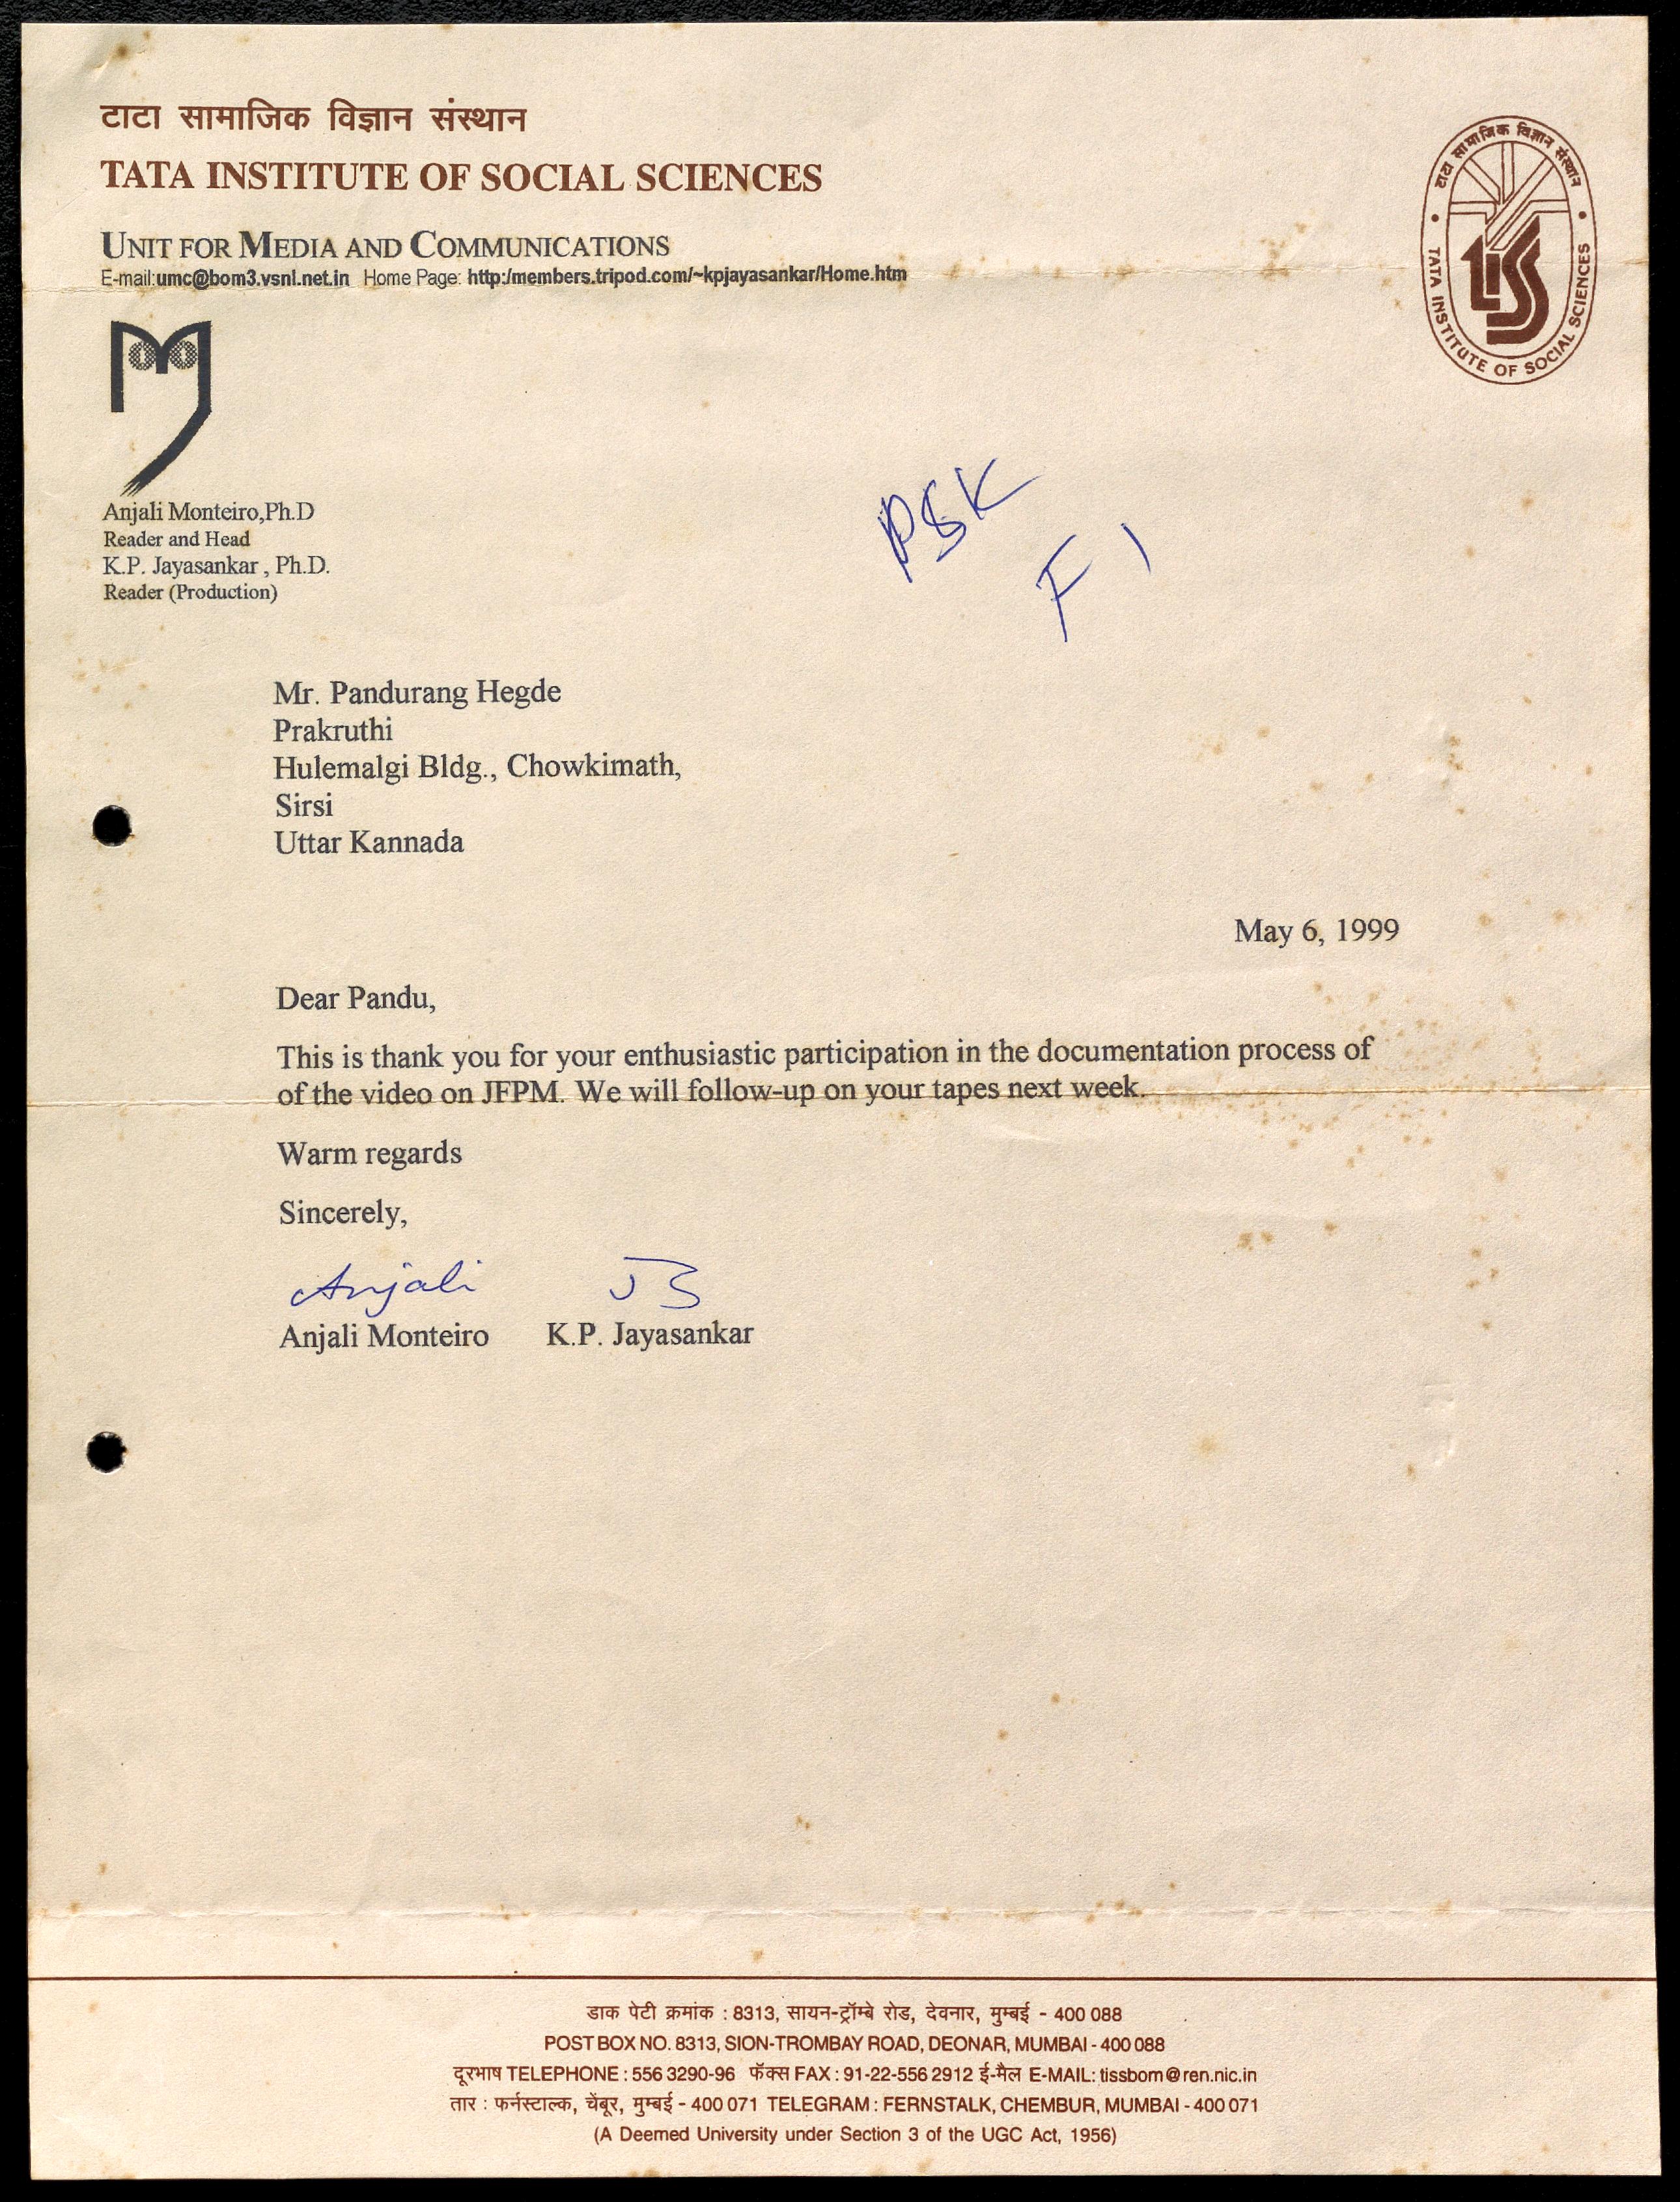 टाटा सामाजिक विज्ञान संस्थान
TATA INSTITUTE OF SOCIAL SCIENCES
UNIT FOR MEDIA AND COMMUNICATIONS
E-mail:umc@bom3.vsnl.net.in Home Page: http:/members.tripod.com/~kpjayasankar/Home.htm
टाटा सामाजिक विज्ञान संस्थान
TISS
TATA INSTITUTE OF SOCIAL SCIENCES
Anjali Monteiro,Ph.D
Reader and Head
K.P. Jayasankar , Ph.D.
Reader (Production)
PSK
F 1
Mr. Pandurang Hegde
Prakruthi
Hulemalgi Bldg., Chowkimath,
Sirsi
Uttar Kannada
May 6, 1999
Dear Pandu,
This is thank you for your enthusiastic participation in the documentation process of
of the video on JFPM. We will follow-up on your tapes next week.
Warm regards
Sincerely,
Anjali
Anjali Monteiro K.P. Jayasankar
डाक पेटी क्रमांक : 8313, सायन-ट्रॉम्बे रोड, देवनार, मुम्बई - 400 088
POST BOX NO. 8313, SION-TROMBAY ROAD, DEONAR, MUMBAI - 400 088
दूरभाष TELEPHONE : 556 3290-96 फॅक्स FAX : 91-22-556 2912 ई-मैल E-MAIL: tissbom@ren.nic.in
तार : फर्नस्टाल्क, चेंबूर, मुम्बई - 400 071 TELEGRAM : FERNSTALK, CHEMBUR, MUMBAI - 400 071
(A Deemed University under Section 3 of the UGC Act, 1956)